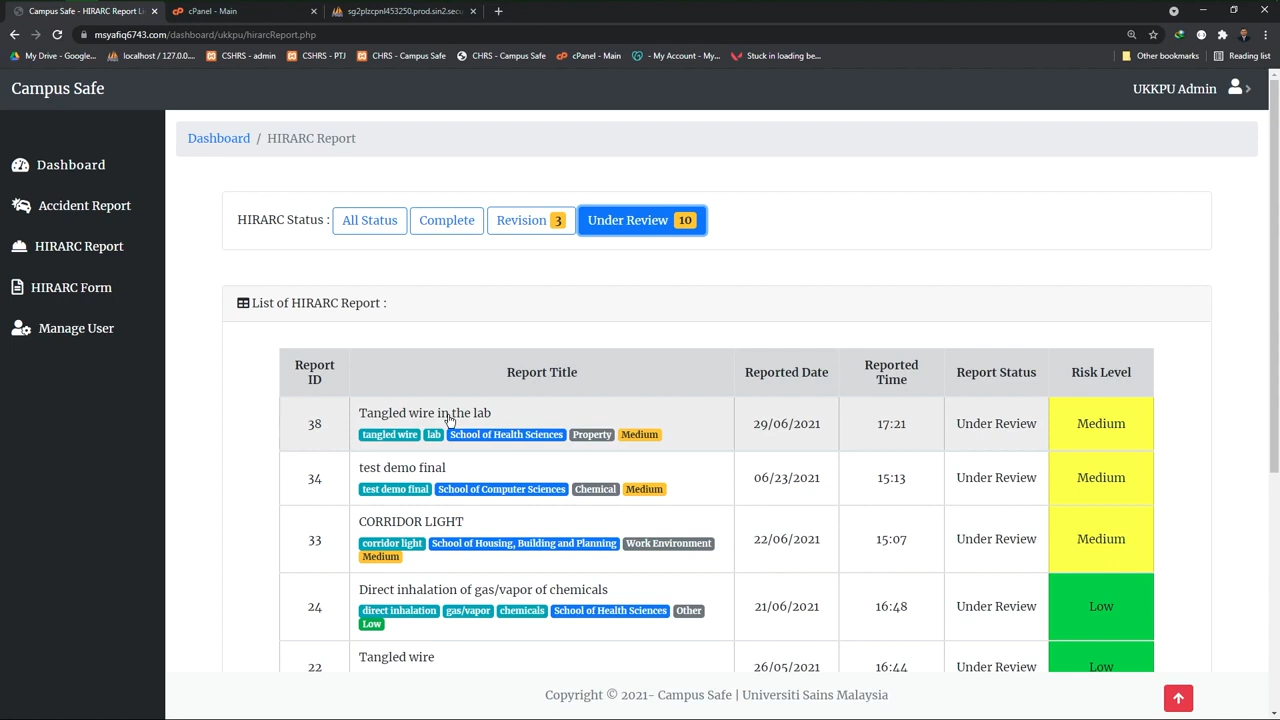 Campus Safe - HIRARC Report Li
cPanel - Main
sg2plzcpnl453250.prod.sin2.secu
msyafiq6743.com/dashboard/ukkpu/hirarcReport.php
My Drive - Google...
localhost / 127.0.0....
CSHRS - admin
CSHRS - PTJ
CHRS - Campus Safe
CHRS - Campus Safe
cPanel - Main
- My Account - My...
Stuck in loading be...
Other bookmarks
Reading list
Campus Safe
UKKPU Admin
Dashboard
Accident Report
HIRARC Report
HIRARC Form
Manage User
Dashboard / HIRARC Report
HIRARC Status : All Status Complete Revision 3 Under Review 10
List of HIRARC Report :
Report ID Report Title Reported Date Reported Time Report Status Risk Level
38 Tangled wire in the lab 29/06/2021 17:21 Under Review Medium
tangled wire lab School of Health Sciences Property Medium
34 test demo final 06/23/2021 15:13 Under Review Medium
test demo final School of Computer Sciences Chemical Medium
33 CORRIDOR LIGHT 22/06/2021 15:07 Under Review Medium
corridor light School of Housing, Building and Planning Work Environment
Medium
24 Direct inhalation of gas/vapor of chemicals 21/06/2021 16:48 Under Review Low
direct inhalation gas/vapor chemicals School of Health Sciences Other
Low
22 Tangled wire 26/05/2021 16:44 Under Review Low
Copyright © 2021- Campus Safe | Universiti Sains Malaysia